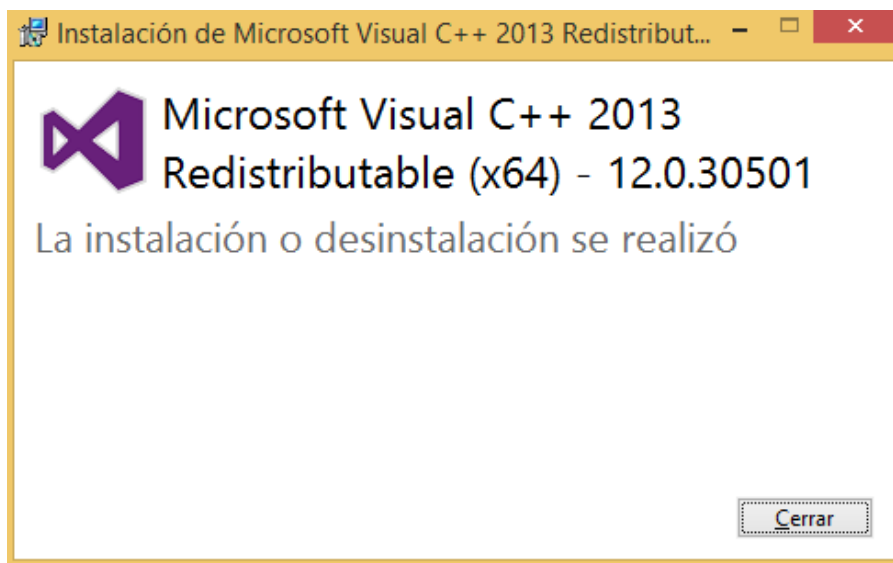 Instalación de Microsoft Visual C++ 2013 Redistribut...
Microsoft Visual C++ 2013
Redistributable (x64) - 12.0.30501
La instalación o desinstalación se realizó
Cerrar